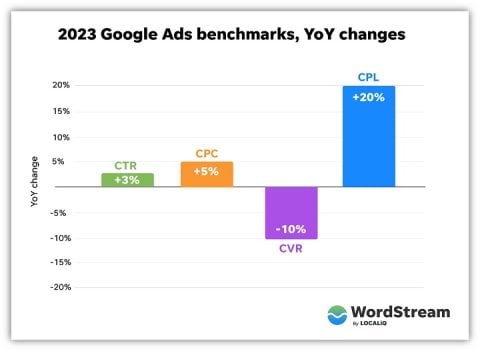 2023 Google Ads benchmarks, YoY changes
YoY change
20%
15%
10%
5%
-5%
-10%
-15%
-20%
CTR
+3%
CPC
+5%
-10%
CVR
CPL
+20%
WordStream
By LOCALiQ